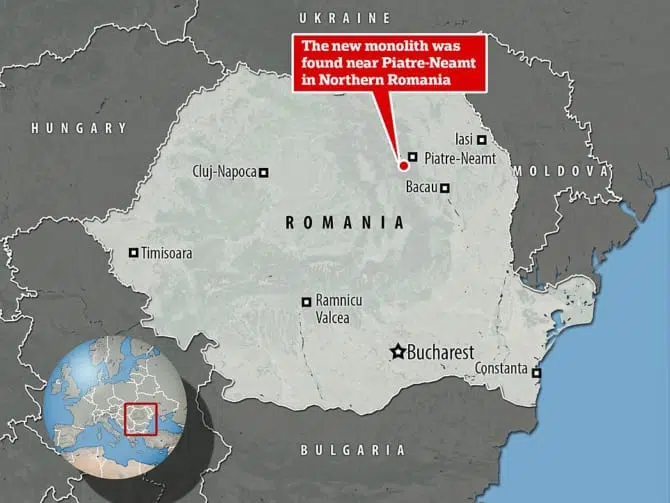 UKRAINE
The new monolith was
found near Piatre-Neamt
in Northern Romania
HUNGARY
Iasi
Piatre-Neamt
MOLDOVA
Cluj-Napoca
Bacau
ROMANIA
Timisoara
Ramnicu
Valcea
Bucharest
Constanta
BULGARIA